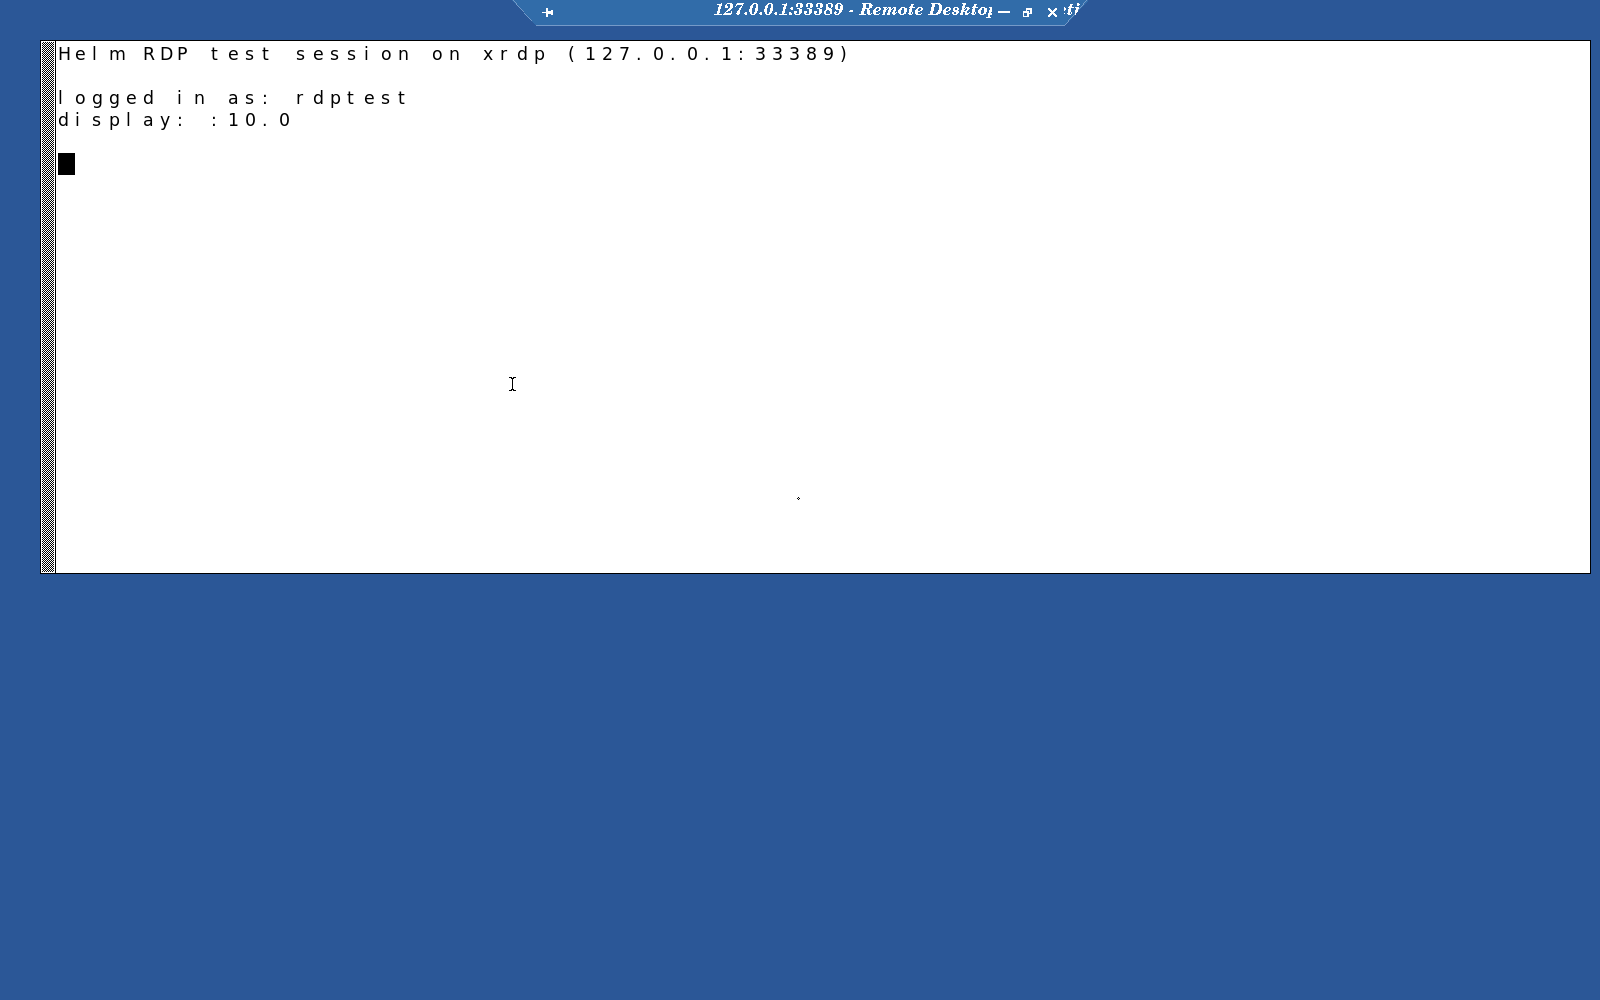 127.0.0.1:33389 - Remote Desktop
Helm RDP test session on xrdp (127.0.0.1:33389)
logged in as: rdptest
display: :10.0